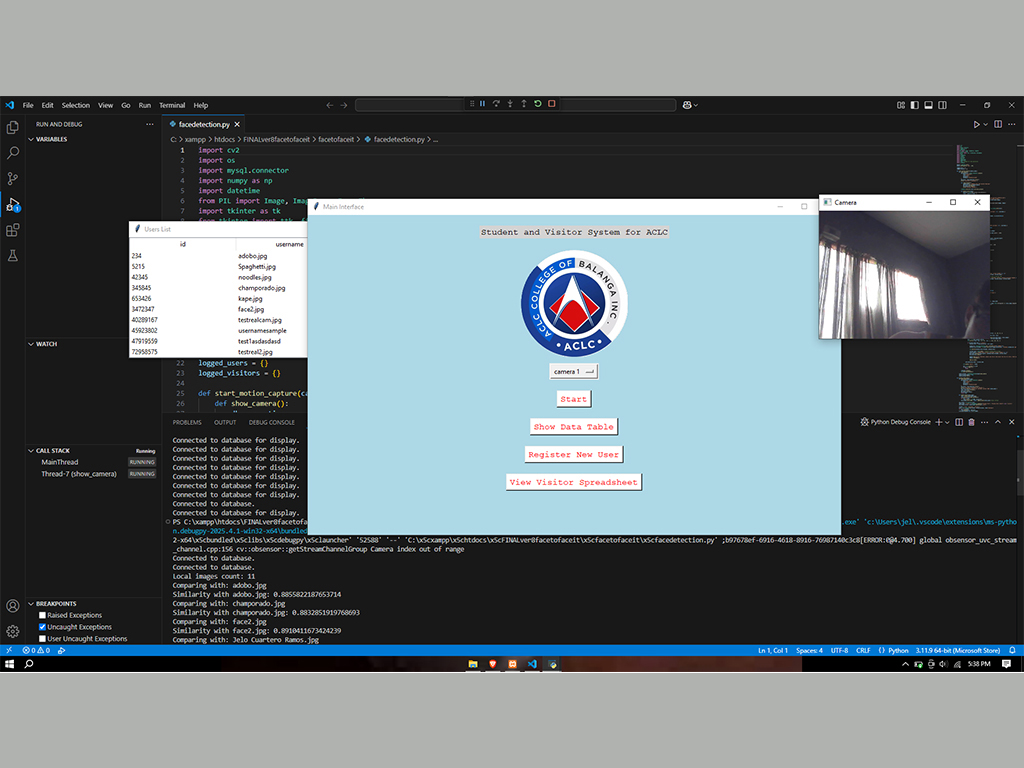 File Edit Selection View Go Run Terminal Help
RUN AND DEBUG ...
facedetection.py
VARIABLES
C: > xampp > htdocs > FINALver8facetofaceit > facetofaceit > facedetection.py > ...
1 import cv2
2 import os
3 import mysql.connector
4 import numpy as np
5 import datetime
6 from PIL import Image, Imag
7 import tkinter as tk
Users List
id username
234 adobo.jpg
5215 Spaghetti.jpg
42345 noodles.jpg
345845 champorado.jpg
653426 kape.jpg
3472347 face2.jpg
40289167 testrealcam.jpg
45923802 usernamesample
47919559 test1asdasdasd
72958575 testreal2.jpg
Main Interface
Student and Visitor System for ACLC
ACLC COLLEGE OF BALANGA INC.
• ACLC •
camera 1
Start
Show Data Table
Register New User
View Visitor Spreadsheet
Camera
WATCH
22 logged_users = {}
23 logged_visitors = {}
24
25 def start_motion_capture(ca
26 def show_camera():
PROBLEMS OUTPUT DEBUG CONSOLE
Python Debug Console
CALL STACK Running
MainThread RUNNING
Thread-7 (show_camera) RUNNING
Connected to database for display.
Connected to database for display.
Connected to database for display.
Connected to database for display.
Connected to database for display.
Connected to database for display.
Connected to database for display.
Connected to database.
Connected to database for display.
PS C:\xampp\htdocs\FINALver8facetofa
.exe' 'c:\Users\jel\.vscode\extensions\ms-pytho
n.debugpy-2025.4.1-win32-x64\bundled
2-x64\x5cbundled\x5clibs\x5cdebugpy\x5clauncher' '52588' '--' 'C:\x5cxampp\x5chtdocs\x5cFINALver8facetofaceit\x5cfacetofaceit\x5cfacedetection.py' ;b97678ef-6916-4618-8916-76987140c3c8[ERROR:0@4.700] global obsensor_uvc_stream
_channel.cpp:156 cv::obsensor::getStreamChannelGroup Camera index out of range
Connected to database.
Connected to database.
Local images count: 11
Comparing with: adobo.jpg
Similarity with adobo.jpg: 0.8855822187653714
Comparing with: champorado.jpg
Similarity with champorado.jpg: 0.8832851919768693
Comparing with: face2.jpg
Similarity with face2.jpg: 0.8910411673424239
Comparing with: Jelo Cuartero Ramos.jpg
BREAKPOINTS
Raised Exceptions
Uncaught Exceptions
User Uncaught Exceptions
0 0
Ln 1, Col 1 Spaces: 4 UTF-8 CRLF {} Python 3.11.9 64-bit (Microsoft Store)
5:38 PM